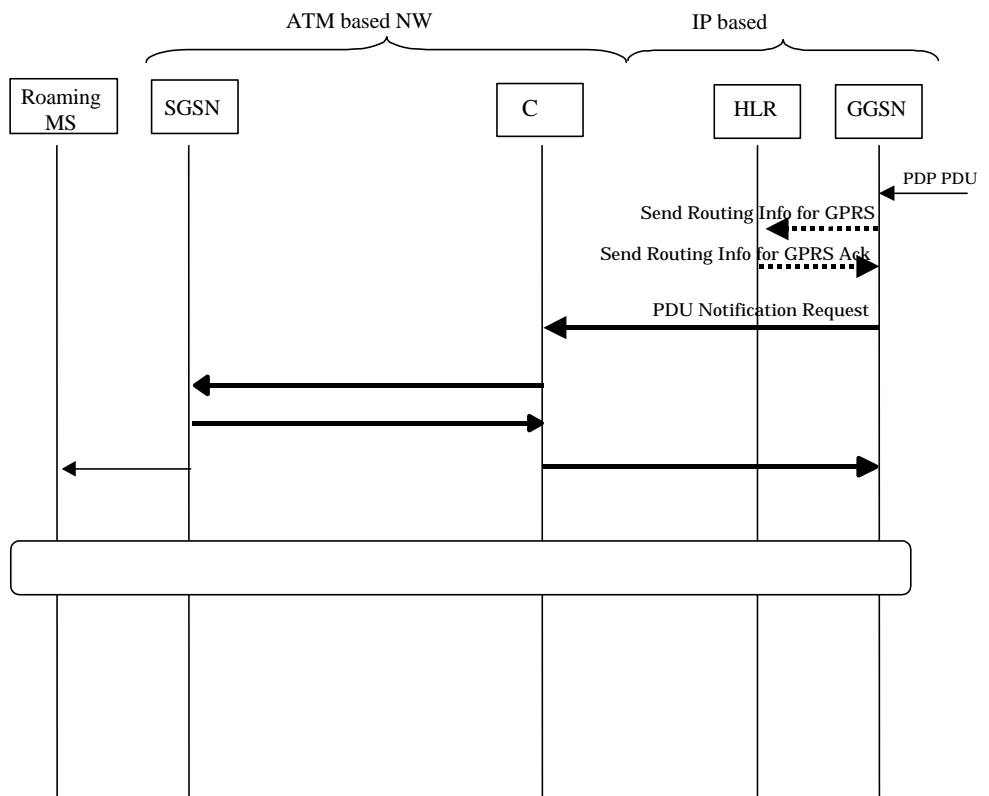 ATM based NW
IP based
Roaming
MS
SGSN
C
HLR
GGSN
PDP PDU
Send Routing Info for GPRS
Send Routing Info for GPRS Ack
PDU Notification Request